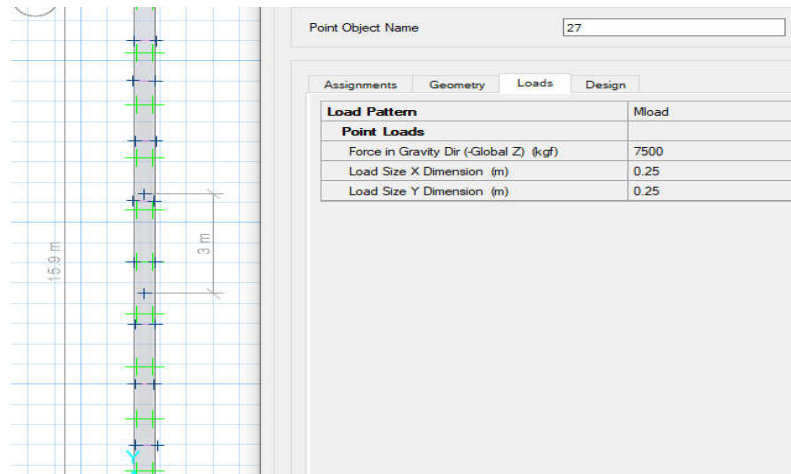 Point Object Name 27
Assignments Geometry Loads Design
Load Pattern Mload
Point Loads
Force in Gravity Dir (-Global Z) (kgf) 7500
Load Size X Dimension (m) 0.25
Load Size Y Dimension (m) 0.25
15.9 m
3 m
Y